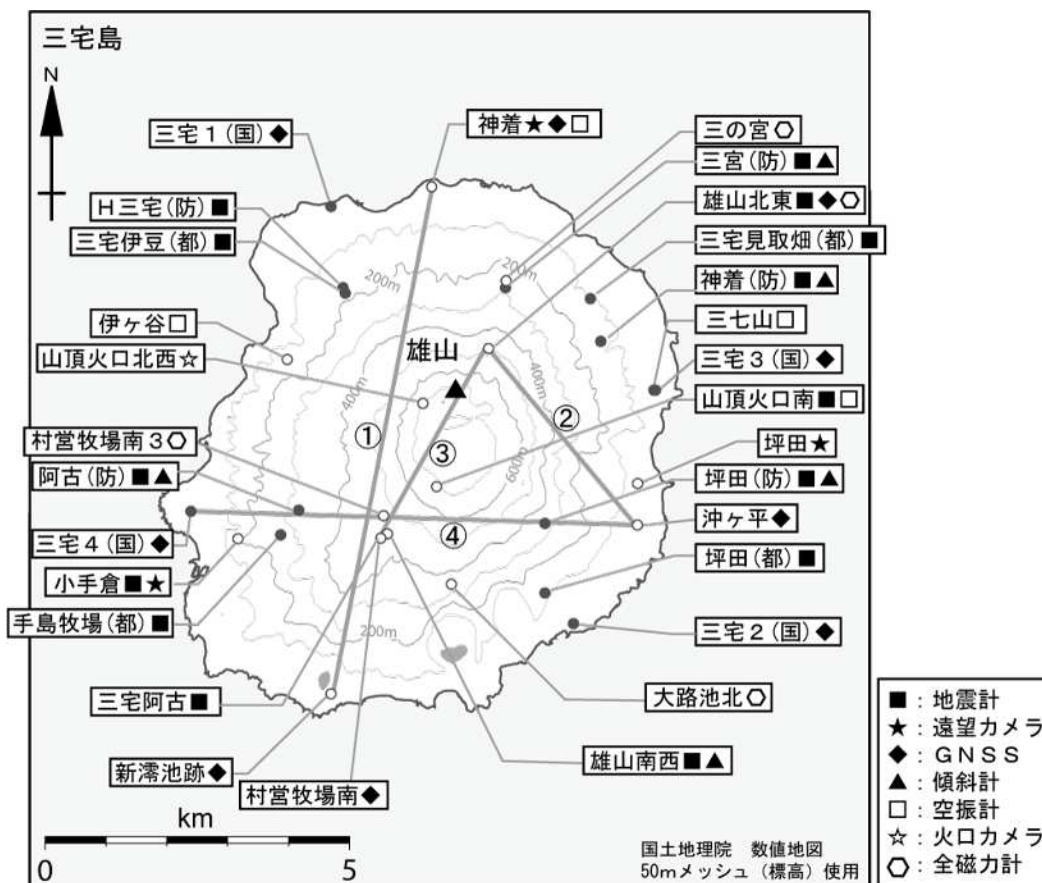 三宅島
N
神着★◆□
三の宮⬡
三宅１(国)◆
三宮(防)■▲
H三宅(防)■
雄山北東■◆⬡
三宅伊豆(都)■
三宅見取畑(都)■
200m
200m
神着(防)■▲
伊ヶ谷□
三七山□
山頂火口北西☆
雄山
三宅３(国)◆
400m
400m
山頂火口南■□
村営牧場南３⬡
①
②
③
坪田★
阿古(防)■▲
600m
坪田(防)■▲
三宅４(国)◆
④
沖ヶ平◆
小手倉■★
坪田(都)■
手島牧場(都)■
200m
三宅２(国)◆
三宅阿古■
大路池北⬡
新澪池跡◆
村営牧場南◆
雄山南西■▲
km
0
5
国土地理院　数値地図
50mメッシュ（標高）使用
■：地震計
★：遠望カメラ
◆：ＧＮＳＳ
▲：傾斜計
□：空振計
☆：火口カメラ
⬡：全磁力計